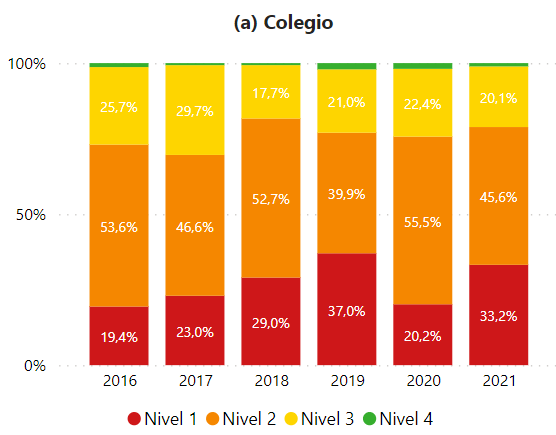 (a) Colegio
100%
25,7% 29,7% 17,7% 21,0% 22,4% 20,1%
53,6% 46,6% 52,7% 39,9% 55,5% 45,6%
50%
19,4% 23,0% 29,0% 37,0% 20,2% 33,2%
0%
2016 2017 2018 2019 2020 2021
Nivel 1 Nivel 2 Nivel 3 Nivel 4